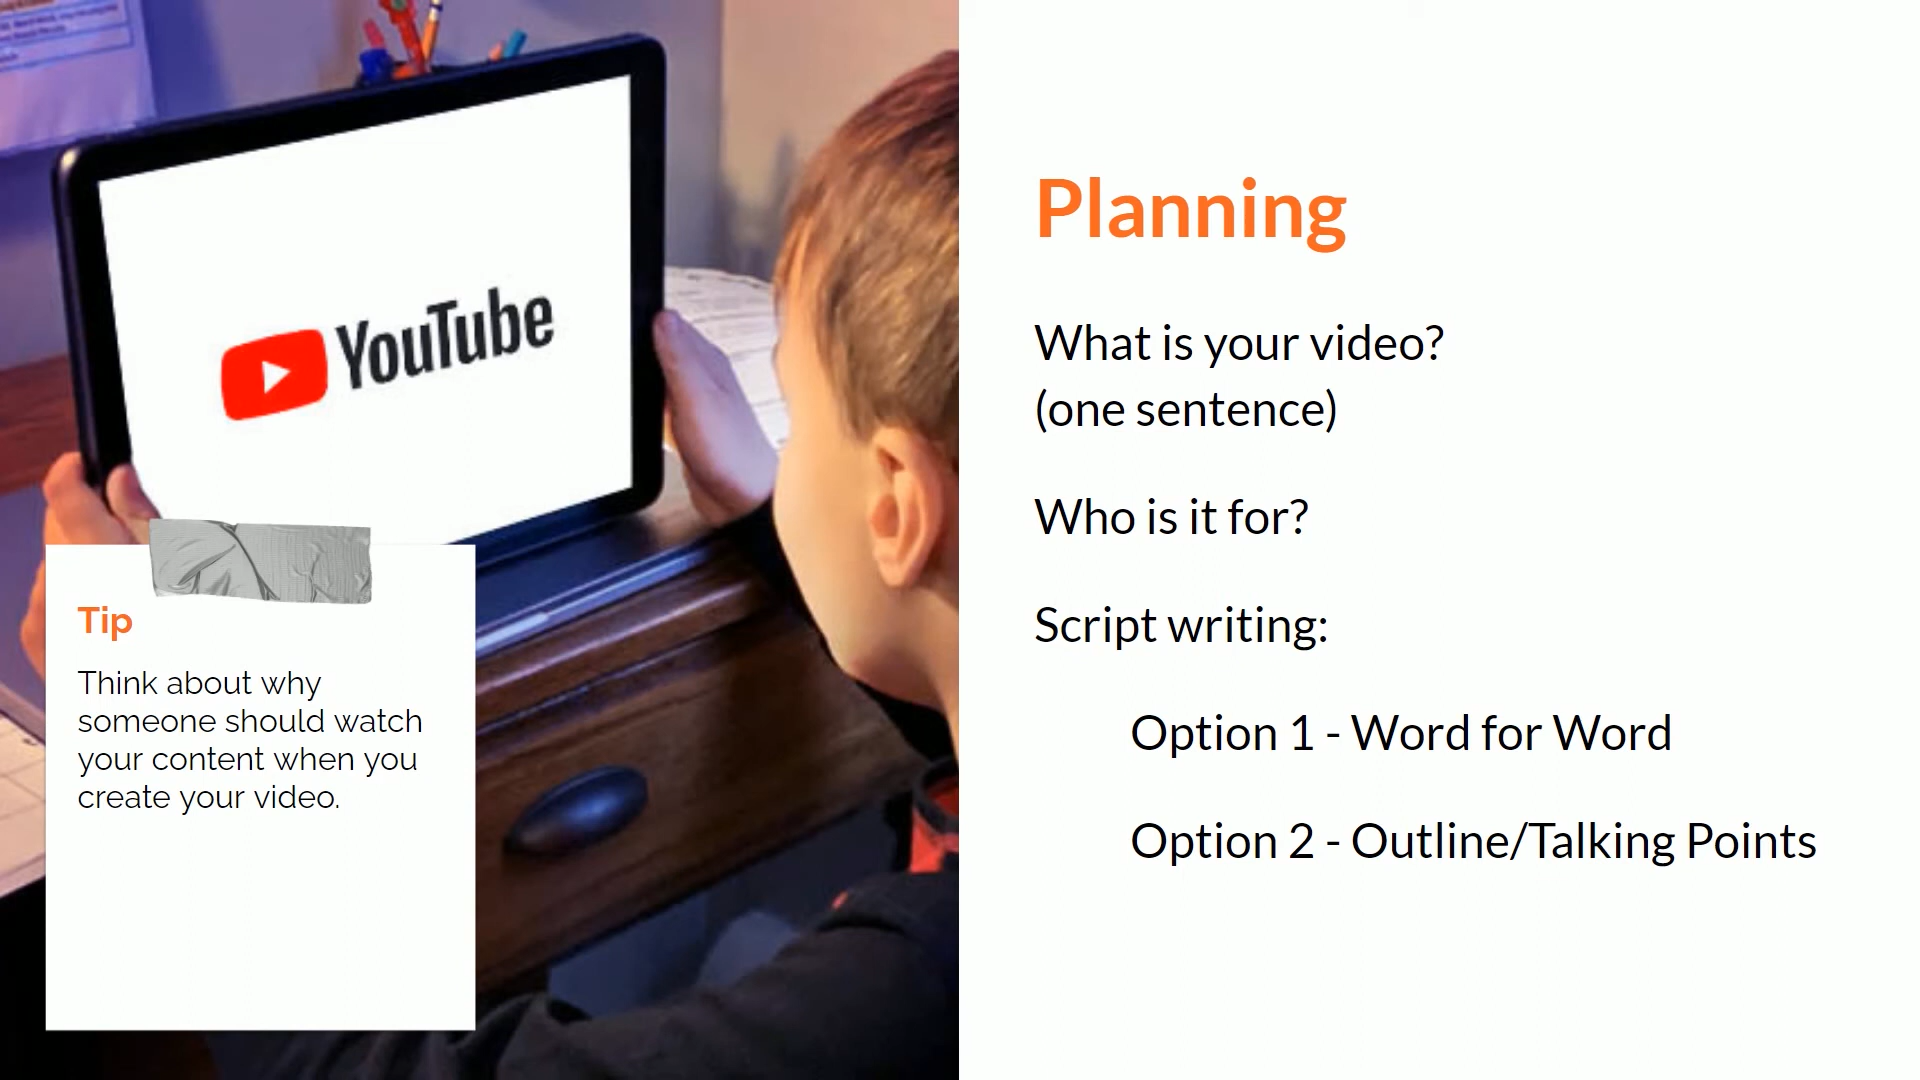 YouTube
Tip
Think about why
someone should watch
your content when you
create your video.
Planning
What is your video?
(one sentence)
Who is it for?
Script writing:
Option 1 - Word for Word
Option 2 - Outline/Talking Points